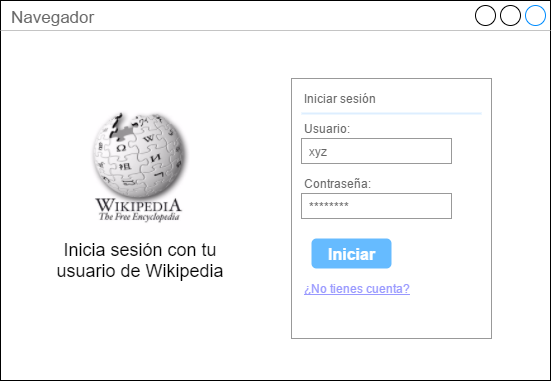 Navegador
WIKIPEDIA
The Free Encyclopedia
Inicia sesión con tu
usuario de Wikipedia
Iniciar sesión
Usuario:
xyz
Contraseña:
********
Iniciar
¿No tienes cuenta?